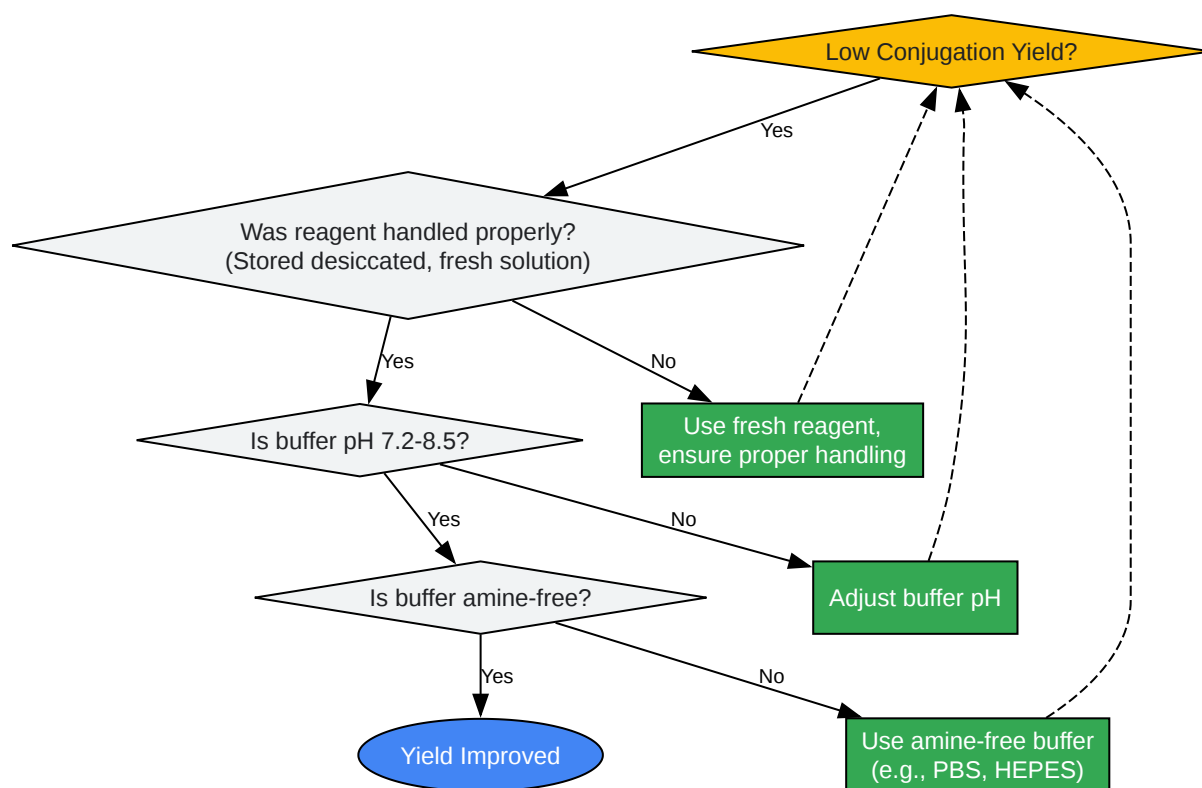 Low Conjugation Yield?
Yes
Was reagent handled properly?
(Stored desiccated, fresh solution)
Yes
No
Use fresh reagent,
ensure proper handling
Is buffer pH 7.2-8.5?
Yes
No
Adjust buffer pH
Is buffer amine-free?
Yes
No
Yield Improved
Use amine-free buffer
(e.g., PBS, HEPES)